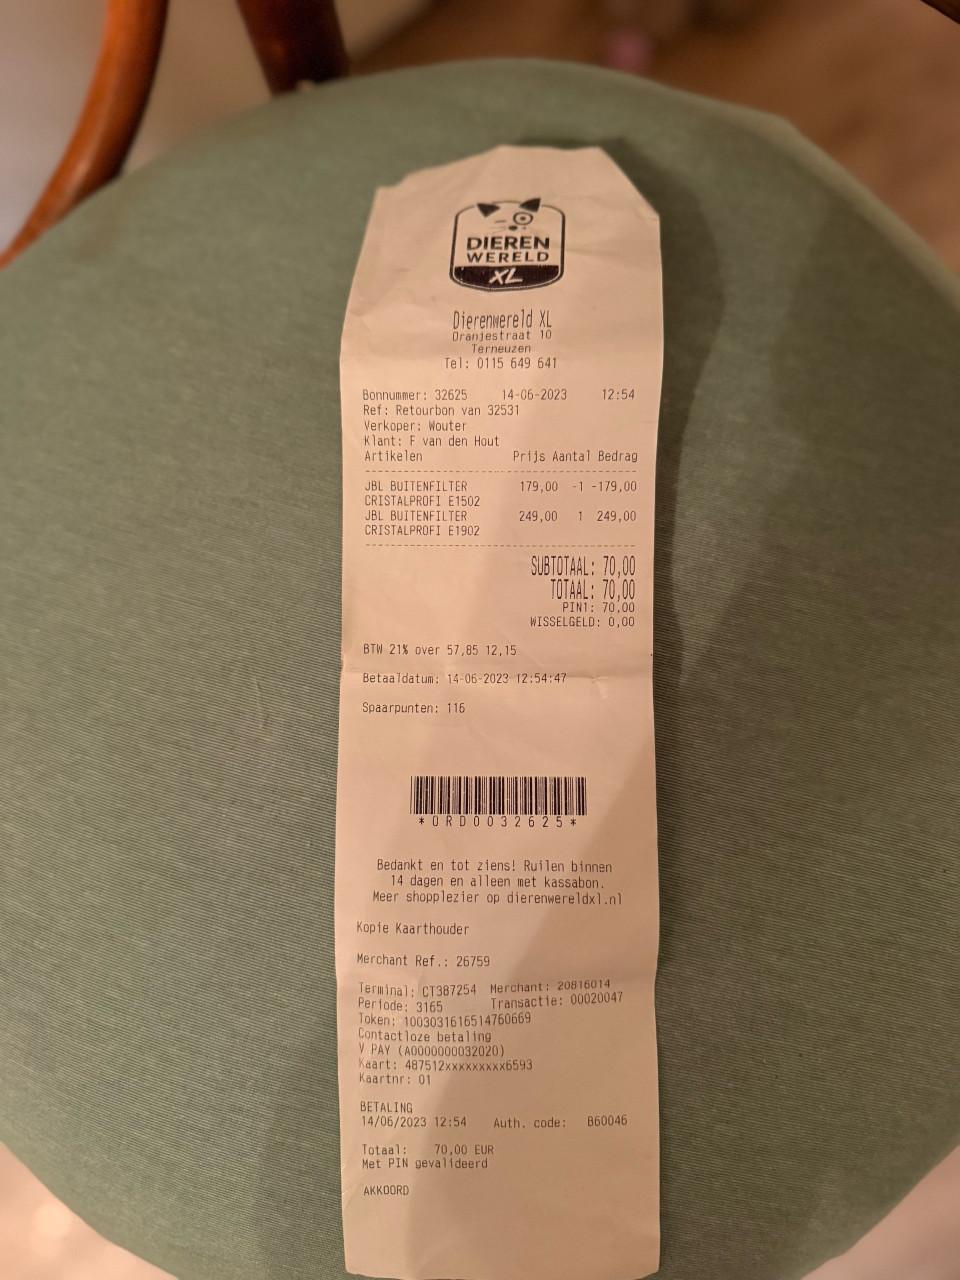 DIEREN
WERELD
XL
Dierenwereld XL
Oranjestraat 10
Terneuzen
Tel: 0115 649 641
Bonnummer: 32625 14-06-2023 12:54
Ref: Retourbon van 32531
Verkoper: Wouter
Klant: F van den Hout
Artikelen Prijs Aantal Bedrag
JBL BUITENFILTER 179,00 -1 -179,00
CRISTALPROFI E1502
JBL BUITENFILTER 249,00 1 249,00
CRISTALPROFI E1902
SUBTOTAAL: 70,00
TOTAAL: 70,00
PIN1: 70,00
WISSELGELD: 0,00
BTW 21% over 57,85 12,15
Betaaldatum: 14-06-2023 12:54:47
Spaarpunten: 116
*ORD0032625*
Bedankt en tot ziens! Ruilen binnen
14 dagen en alleen met kassabon.
Meer shopplezier op dierenwereldxl.nl
Kopie Kaarthouder
Merchant Ref.: 26759
Terminal: CT387254 Merchant: 20816014
Periode: 3165 Transactie: 00020047
Token: 1003031616514760669
Contactloze betaling
V PAY (A0000000032020)
Kaart: 487512xxxxxxxxx6593
Kaartnr: 01
BETALING
14/06/2023 12:54 Auth. code: B60046
Totaal: 70,00 EUR
Met PIN gevalideerd
AKKOORD